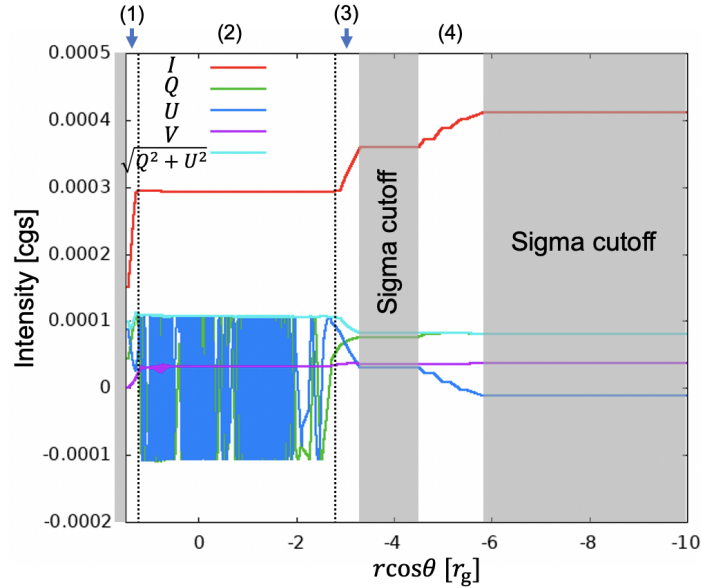 (1) (2) (3) (4)
0.0005
0.0004
0.0003
0.0002
0.0001
0
-0.0001
-0.0002
Intensity [cgs]
I
Q
U
V
√Q² + U²
Sigma cutoff
Sigma cutoff
0 -2 -4 -6 -8 -10
rcosθ [rg]